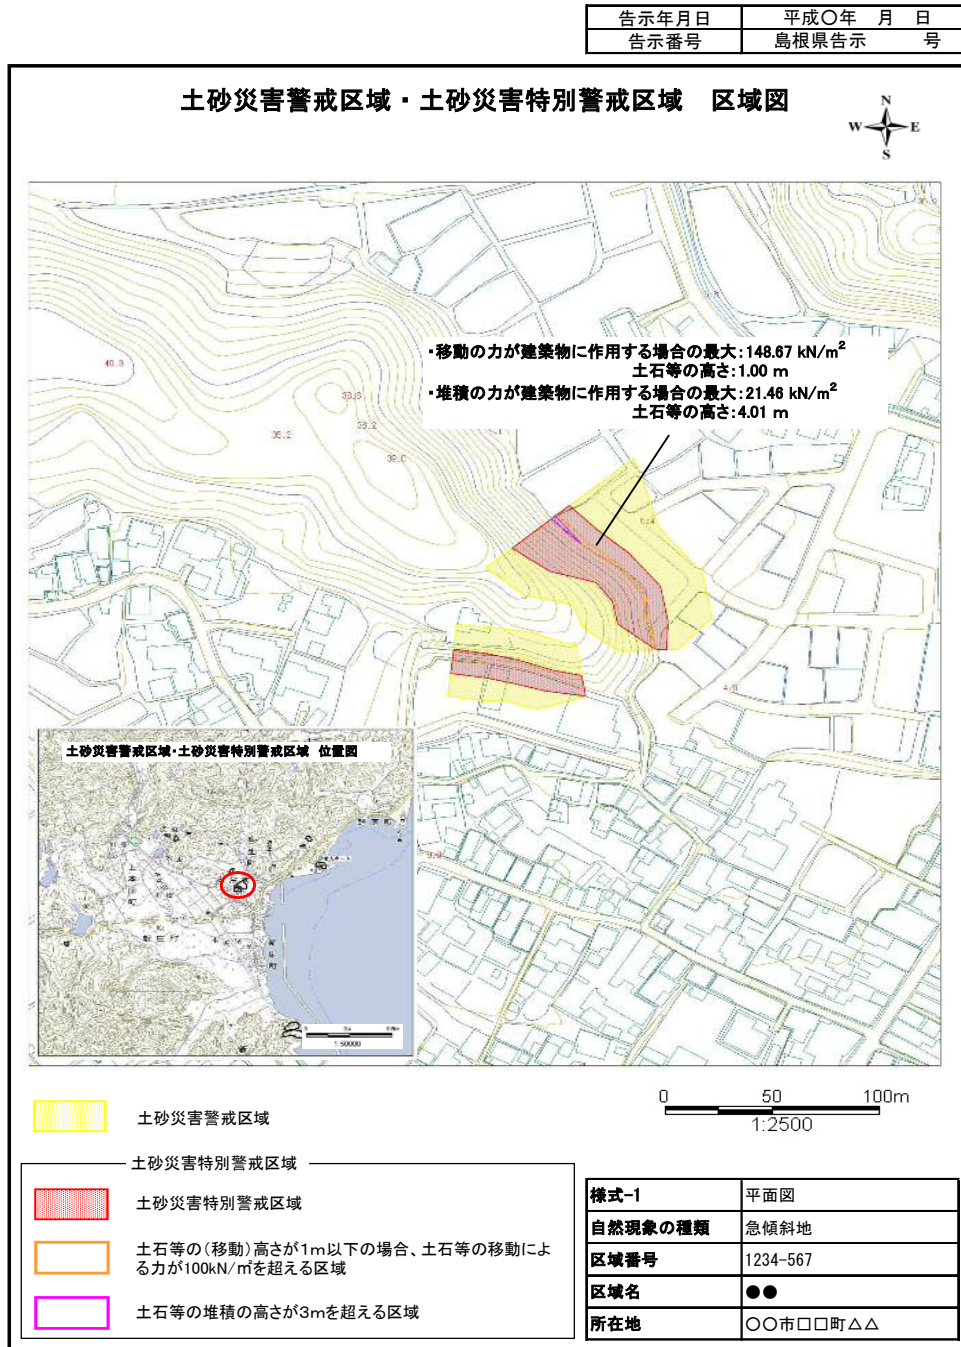 告示年月日 平成〇年 月 日
告示番号 島根県告示 号
土砂災害警戒区域・土砂災害特別警戒区域 区域図
N
W E
S
・移動の力が建築物に作用する場合の最大:148.67 kN/m²
土石等の高さ:1.00 m
・堆積の力が建築物に作用する場合の最大:21.46 kN/m²
土石等の高さ:4.01 m
40.3
38.2
39.0
土砂災害警戒区域・土砂災害特別警戒区域 位置図
1:50000
土砂災害警戒区域
0 50 100m
1:2500
土砂災害特別警戒区域
土砂災害特別警戒区域
土石等の(移動)高さが1m以下の場合、土石等の移動によ
る力が100kN/㎡を超える区域
土石等の堆積の高さが3mを超える区域
様式-1 平面図
自然現象の種類 急傾斜地
区域番号 1234-567
区域名 ●●
所在地 〇〇市□□町△△